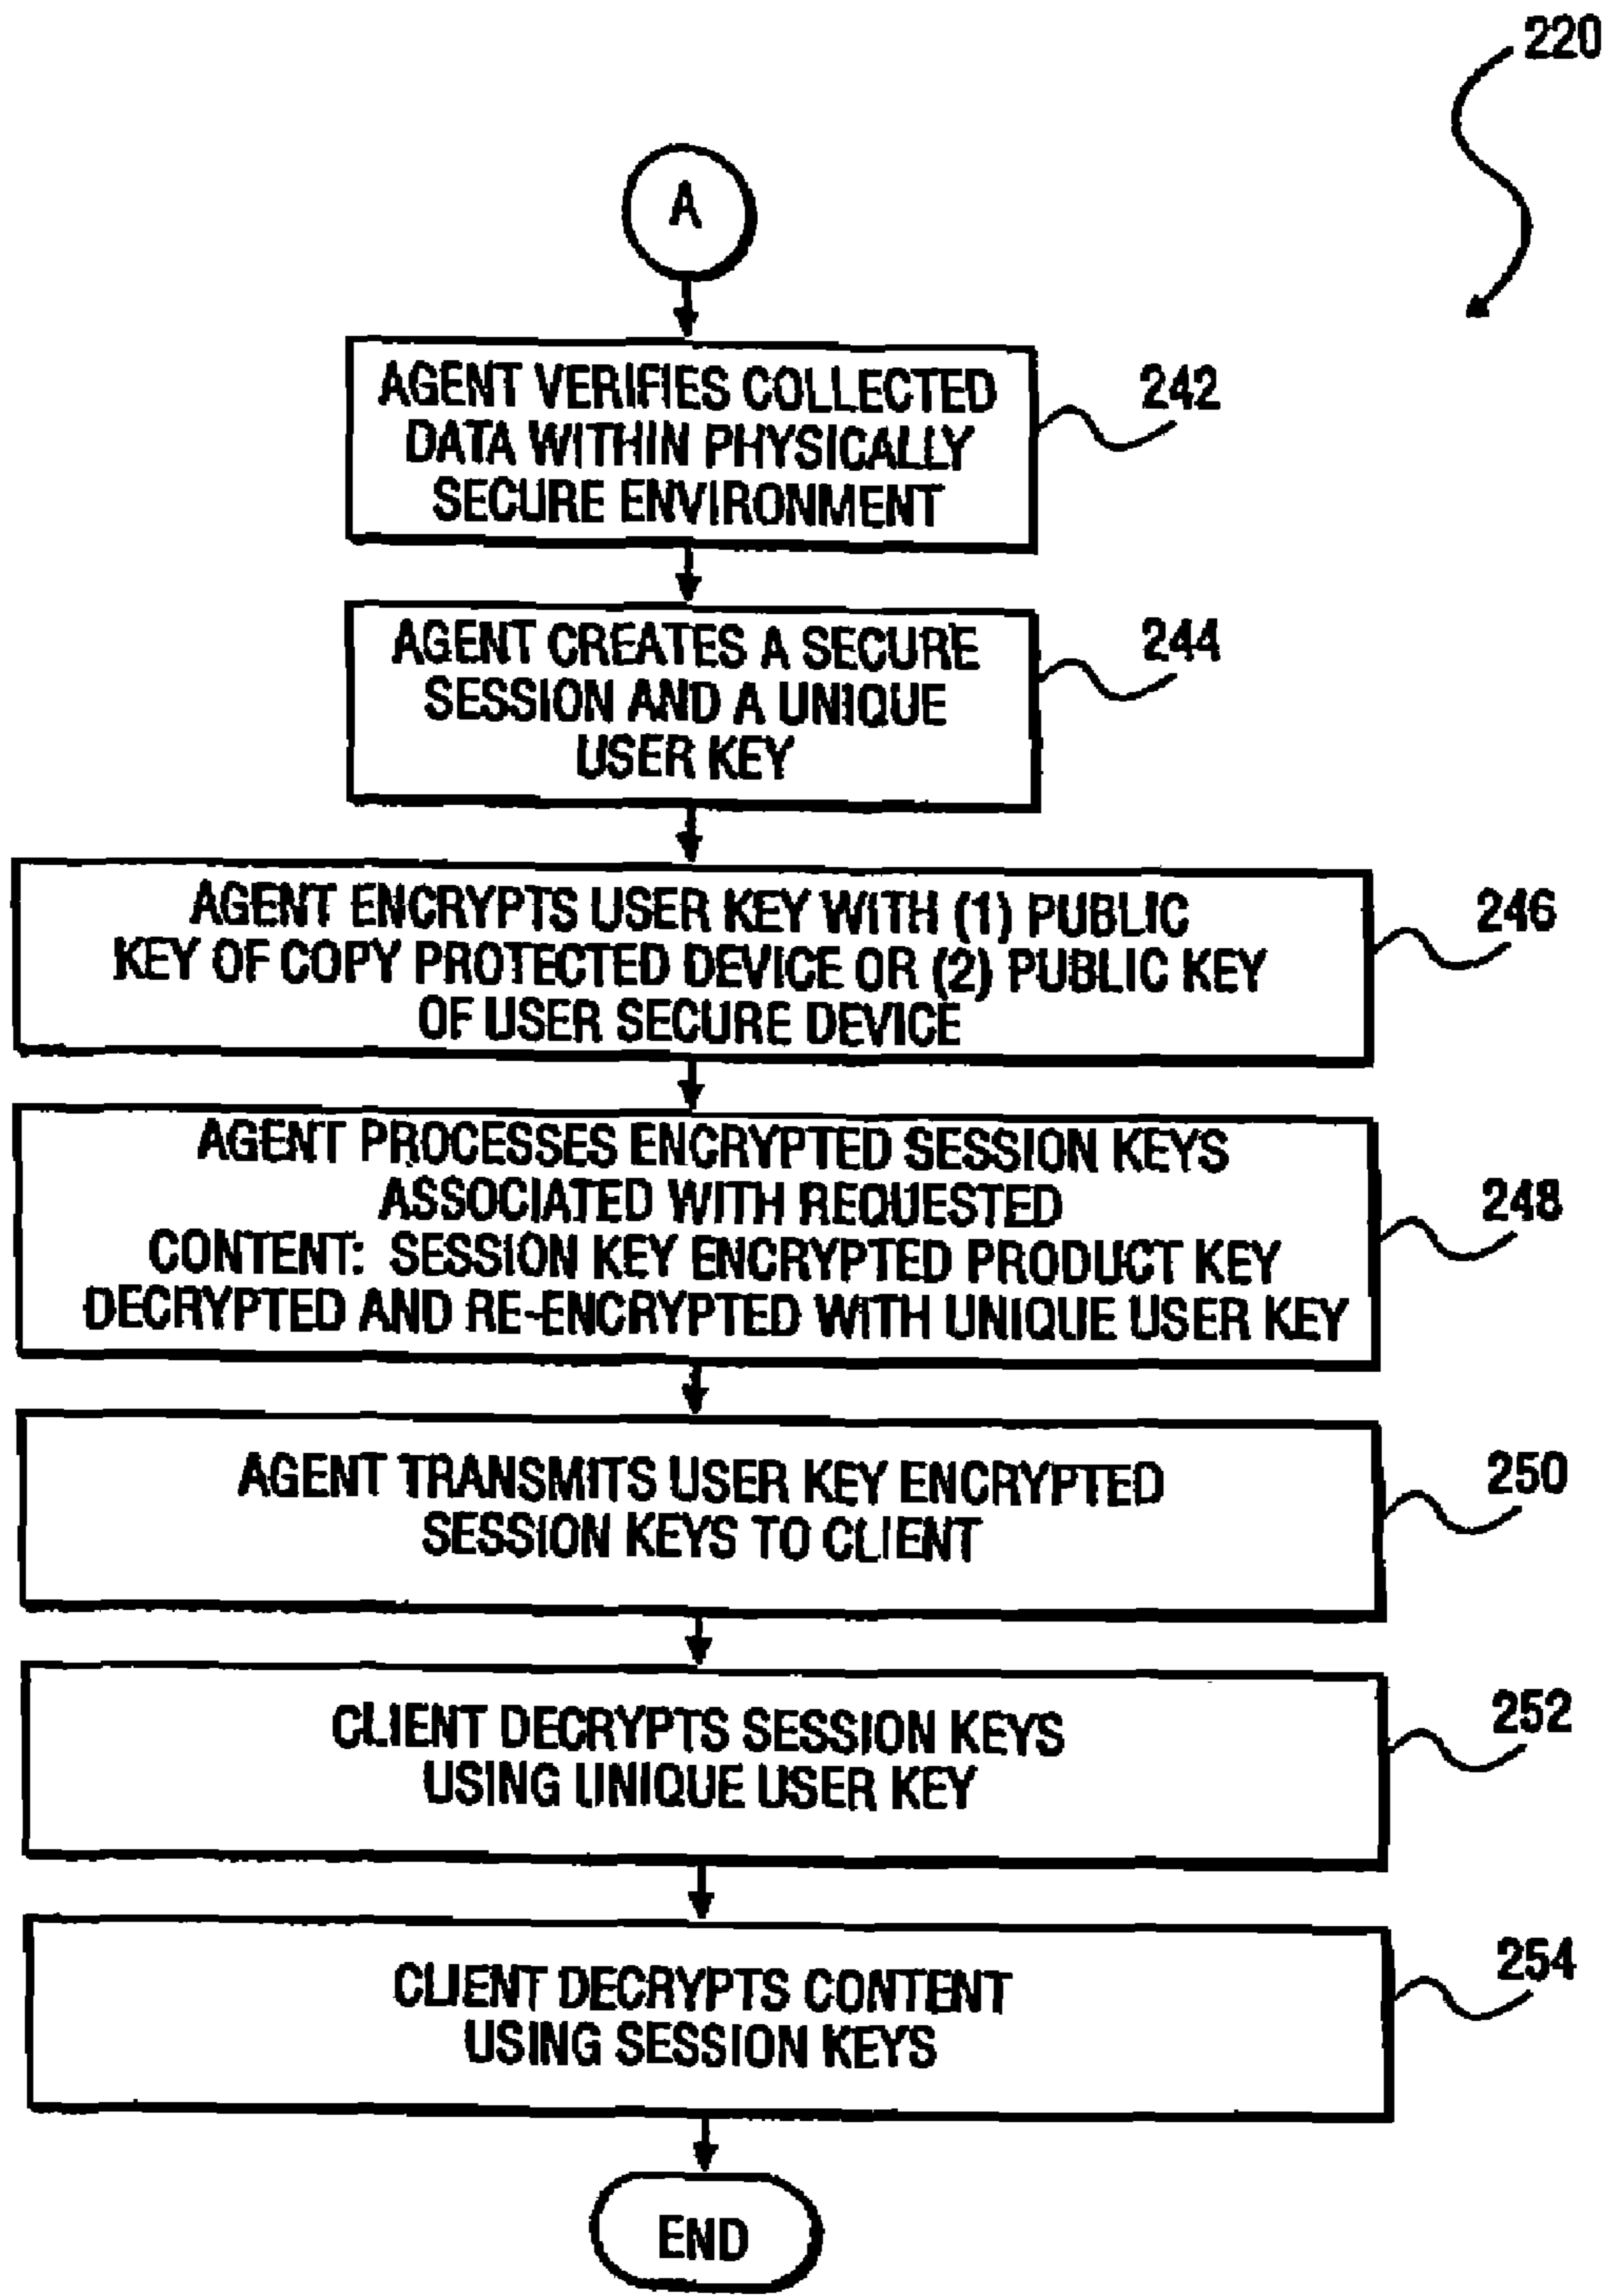 220
A
AGENT VERIFIES COLLECTED
DATA WITHIN PHYSICALLY
SECURE ENVIRONMENT
242
AGENT CREATES A SECURE
SESSION AND A UNIQUE
USER KEY
244
AGENT ENCRYPTS USER KEY WITH (1) PUBLIC
KEY OF COPY PROTECTED DEVICE OR (2) PUBLIC KEY
OF USER SECURE DEVICE
246
AGENT PROCESSES ENCRYPTED SESSION KEYS
ASSOCIATED WITH REQUESTED
CONTENT: SESSION KEY ENCRYPTED PRODUCT KEY
DECRYPTED AND RE-ENCRYPTED WITH UNIQUE USER KEY
248
AGENT TRANSMITS USER KEY ENCRYPTED
SESSION KEYS TO CLIENT
250
CLIENT DECRYPTS SESSION KEYS
USING UNIQUE USER KEY
252
CLIENT DECRYPTS CONTENT
USING SESSION KEYS
254
END